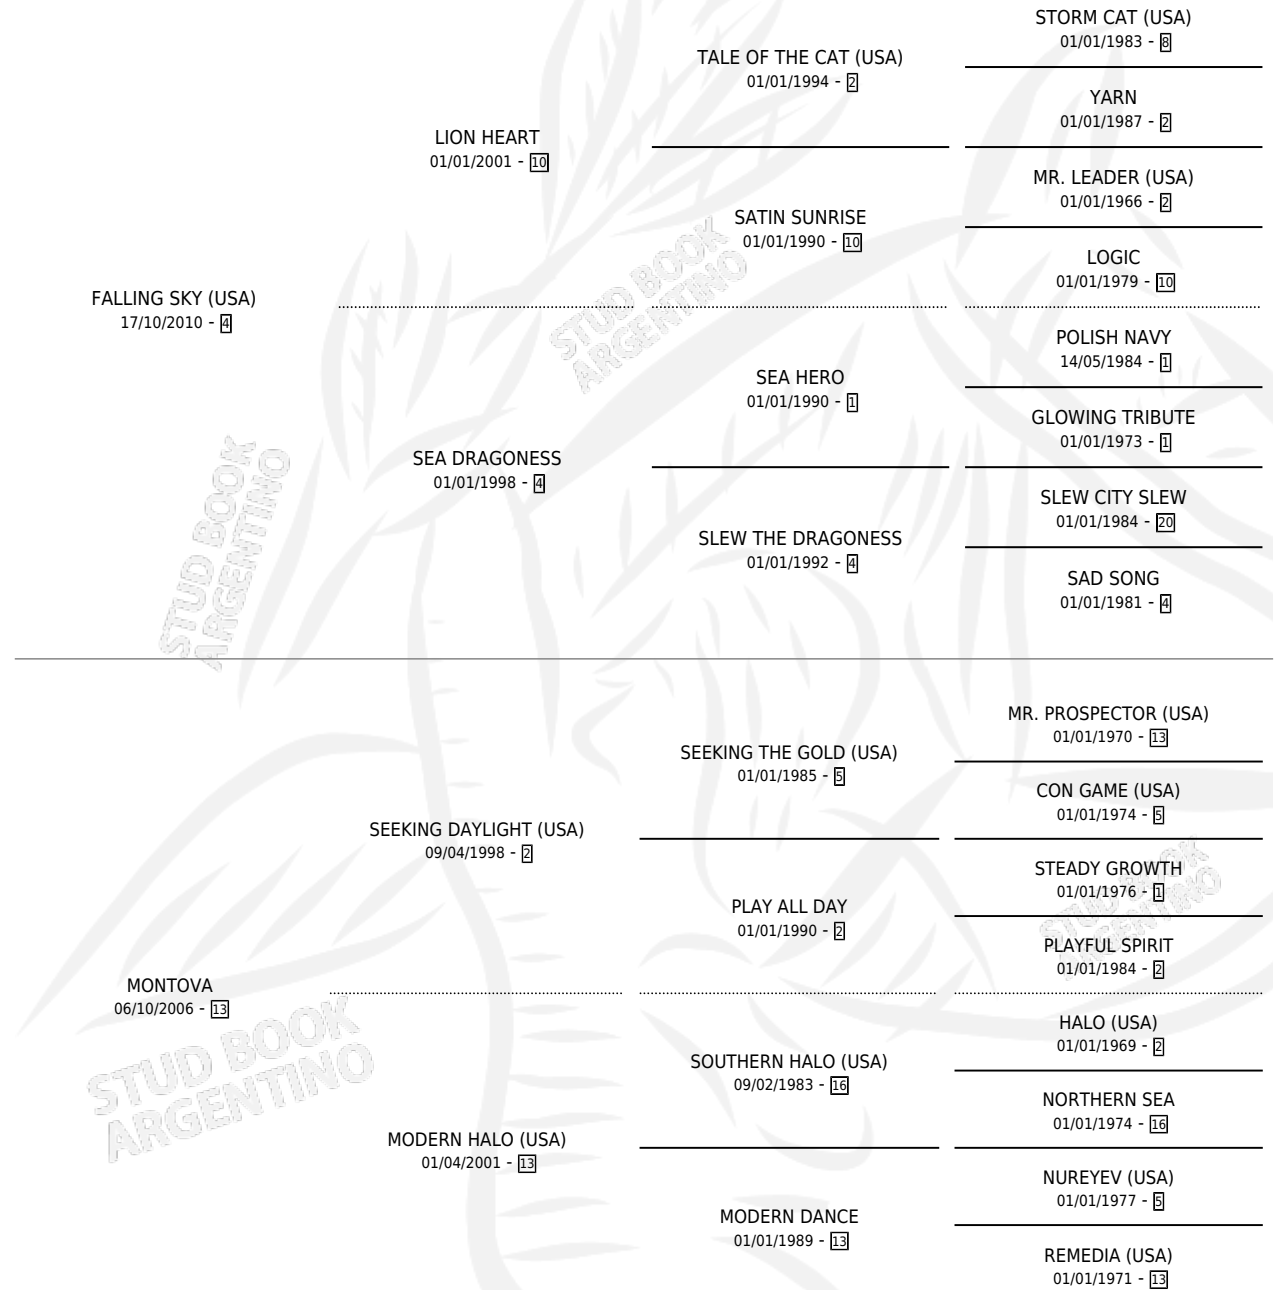 STORM CAT (USA)
01/01/1983 - 8
TALE OF THE CAT (USA)
01/01/1994 - 2
YARN
01/01/1987 - 2
LION HEART
01/01/2001 - 10
MR. LEADER (USA)
01/01/1966 - 2
SATIN SUNRISE
01/01/1990 - 10
LOGIC
01/01/1979 - 10
FALLING SKY (USA)
17/10/2010 - 4
POLISH NAVY
14/05/1984 - 1
SEA HERO
01/01/1990 - 1
GLOWING TRIBUTE
01/01/1973 - 1
SEA DRAGONESS
01/01/1998 - 4
SLEW CITY SLEW
01/01/1984 - 20
SLEW THE DRAGONESS
01/01/1992 - 4
SAD SONG
01/01/1981 - 4
MR. PROSPECTOR (USA)
01/01/1970 - 13
SEEKING THE GOLD (USA)
01/01/1985 - 5
CON GAME (USA)
01/01/1974 - 5
SEEKING DAYLIGHT (USA)
09/04/1998 - 2
STEADY GROWTH
01/01/1976 - 1
PLAY ALL DAY
01/01/1990 - 2
PLAYFUL SPIRIT
01/01/1984 - 2
MONTOVA
06/10/2006 - 13
HALO (USA)
01/01/1969 - 2
SOUTHERN HALO (USA)
09/02/1983 - 16
NORTHERN SEA
01/01/1974 - 16
MODERN HALO (USA)
01/04/2001 - 13
NUREYEV (USA)
01/01/1977 - 5
MODERN DANCE
01/01/1989 - 13
REMEDIA (USA)
01/01/1971 - 13
STUD BOOK
ARGENTINO
STUD BOOK
ARGENTINO
STUD BOOK
ARGENTINO
STUD BOOK
ARGENTINO